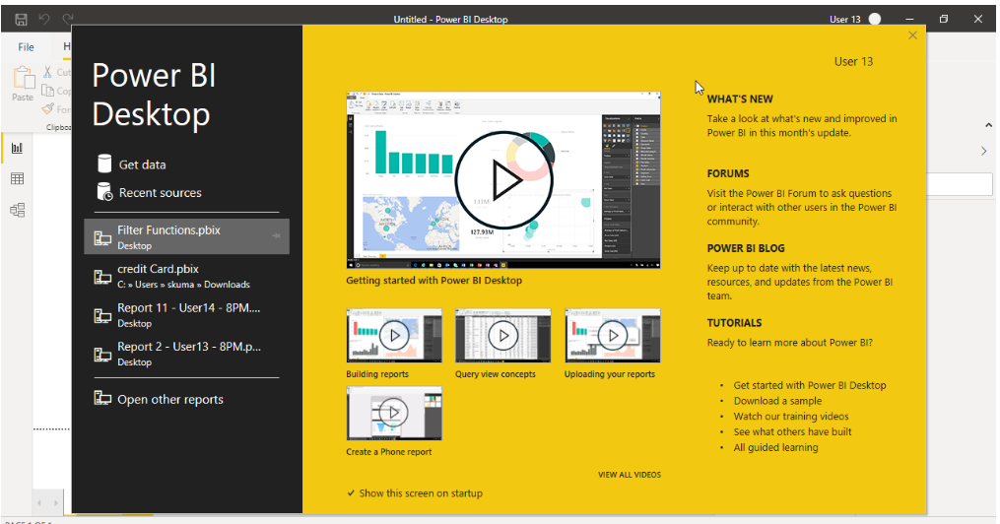 Untitled - Power BI Desktop
User 13
File
H
Paste
Cut
Cop
For
Clipboa
Power BI
Desktop
Get data
Recent sources
Filter Functions.pbix
Desktop
credit Card.pbix
C: » Users » skuma » Downloads
Report 11 - User14 - 8PM....
Desktop
Report 2 - User13 - 8PM.p...
Desktop
Open other reports
1.13M
127.93M
Getting started with Power BI Desktop
Building reports
Query view concepts
Uploading your reports
Create a Phone report
VIEW ALL VIDEOS
Show this screen on startup
User 13
WHAT'S NEW
Take a look at what's new and improved in
Power BI in this month's update.
FORUMS
Visit the Power BI Forum to ask questions
or interact with other users in the Power BI
community.
POWER BI BLOG
Keep up to date with the latest news,
resources, and updates from the Power BI
team.
TUTORIALS
Ready to learn more about Power BI?
• Get started with Power BI Desktop
• Download a sample
• Watch our training videos
• See what others have built
• All guided learning